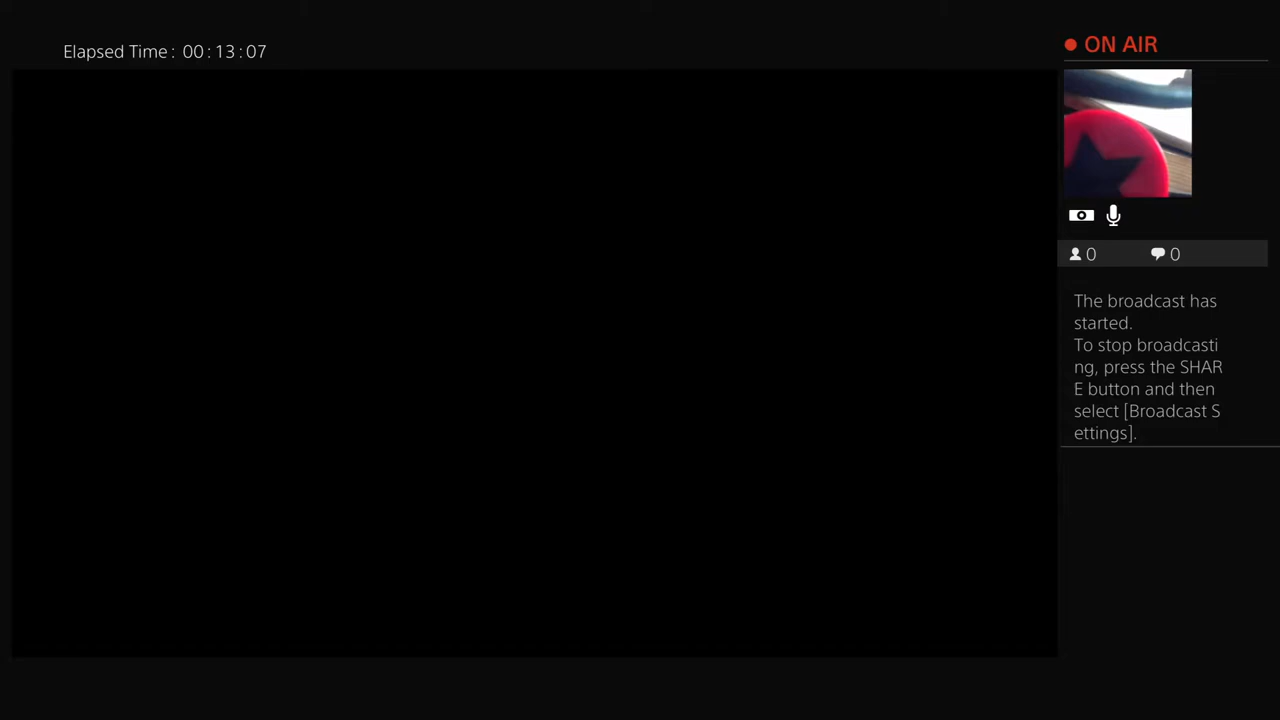 Elapsed Time: 00:13:07
ON AIR
0 0
The broadcast has
started.
To stop broadcasti
ng, press the SHAR
E button and then
select [Broadcast S
ettings].